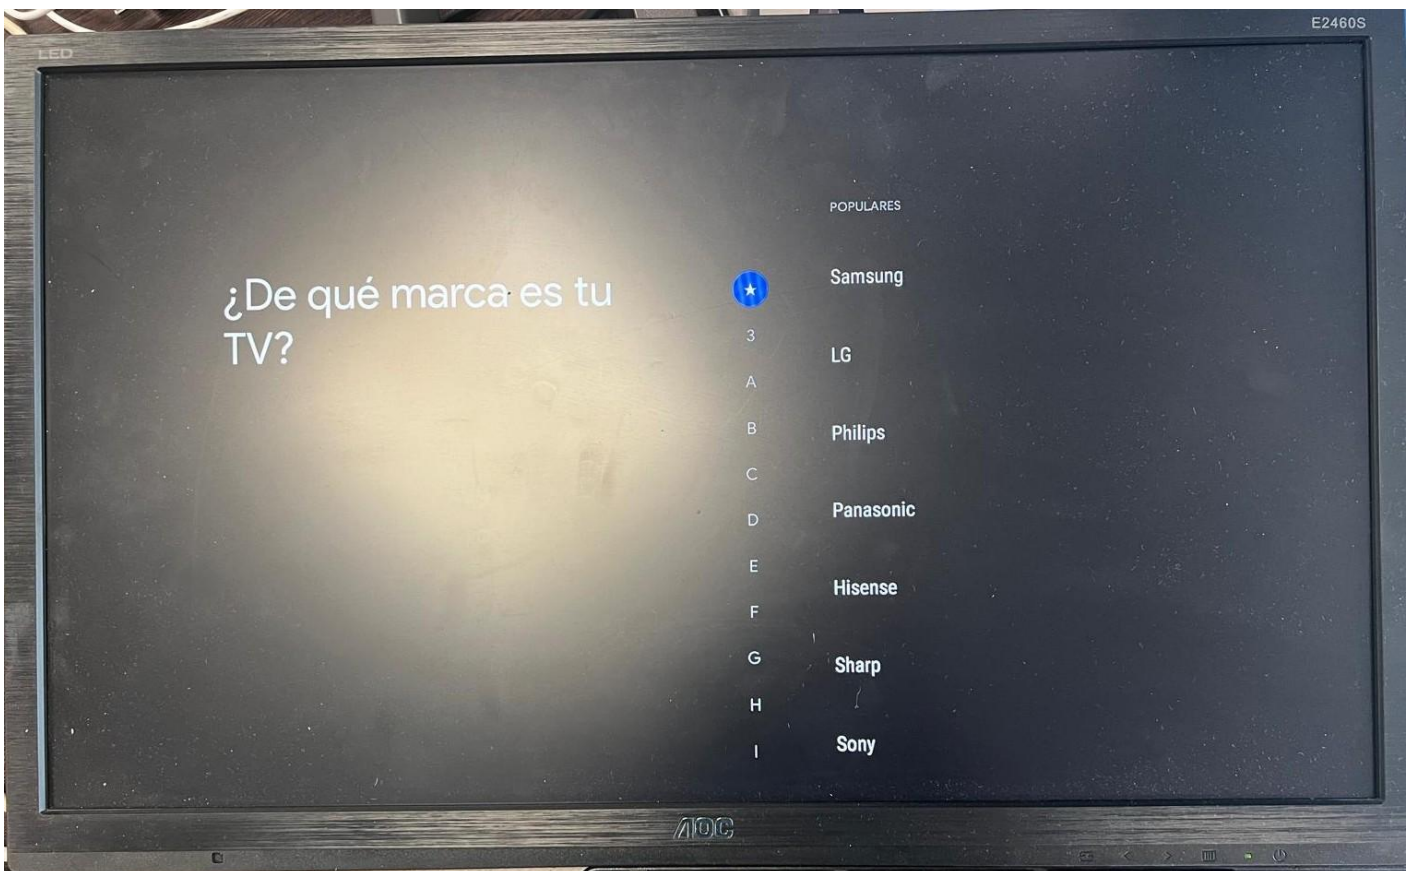 E2460S
LED
¿De qué marca es tu
TV?
★
3
A
B
C
D
E
F
G
H
I
POPULARES
Samsung
LG
Philips
Panasonic
Hisense
Sharp
Sony
AOC